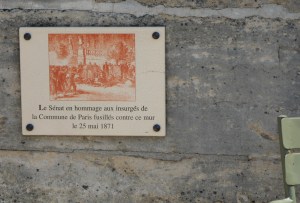 Le Sénat en hommage aux insurgés de
la Commune de Paris fusillés contre ce mur
le 25 mai 1871